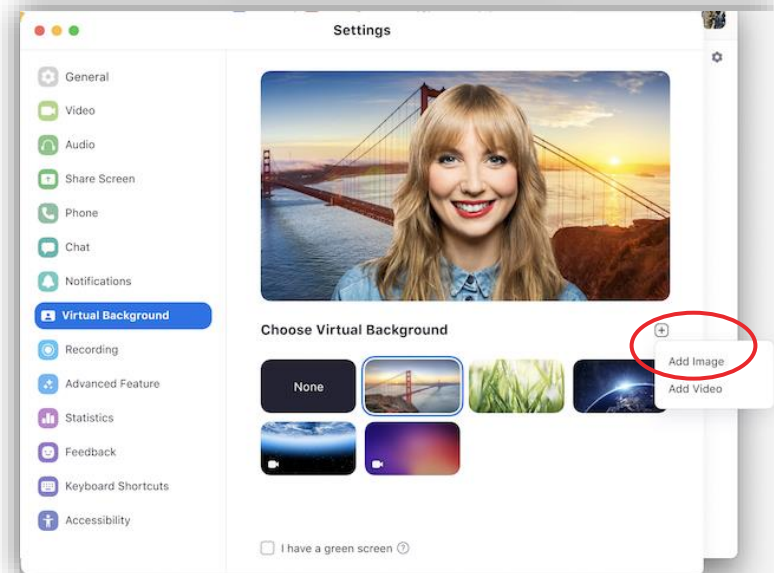 Settings
General
Video
Audio
Share Screen
Phone
Chat
Notifications
Virtual Background
Recording
Advanced Feature
Statistics
Feedback
Keyboard Shortcuts
Accessibility
Choose Virtual Background
Add Image
Add Video
None
I have a green screen ?